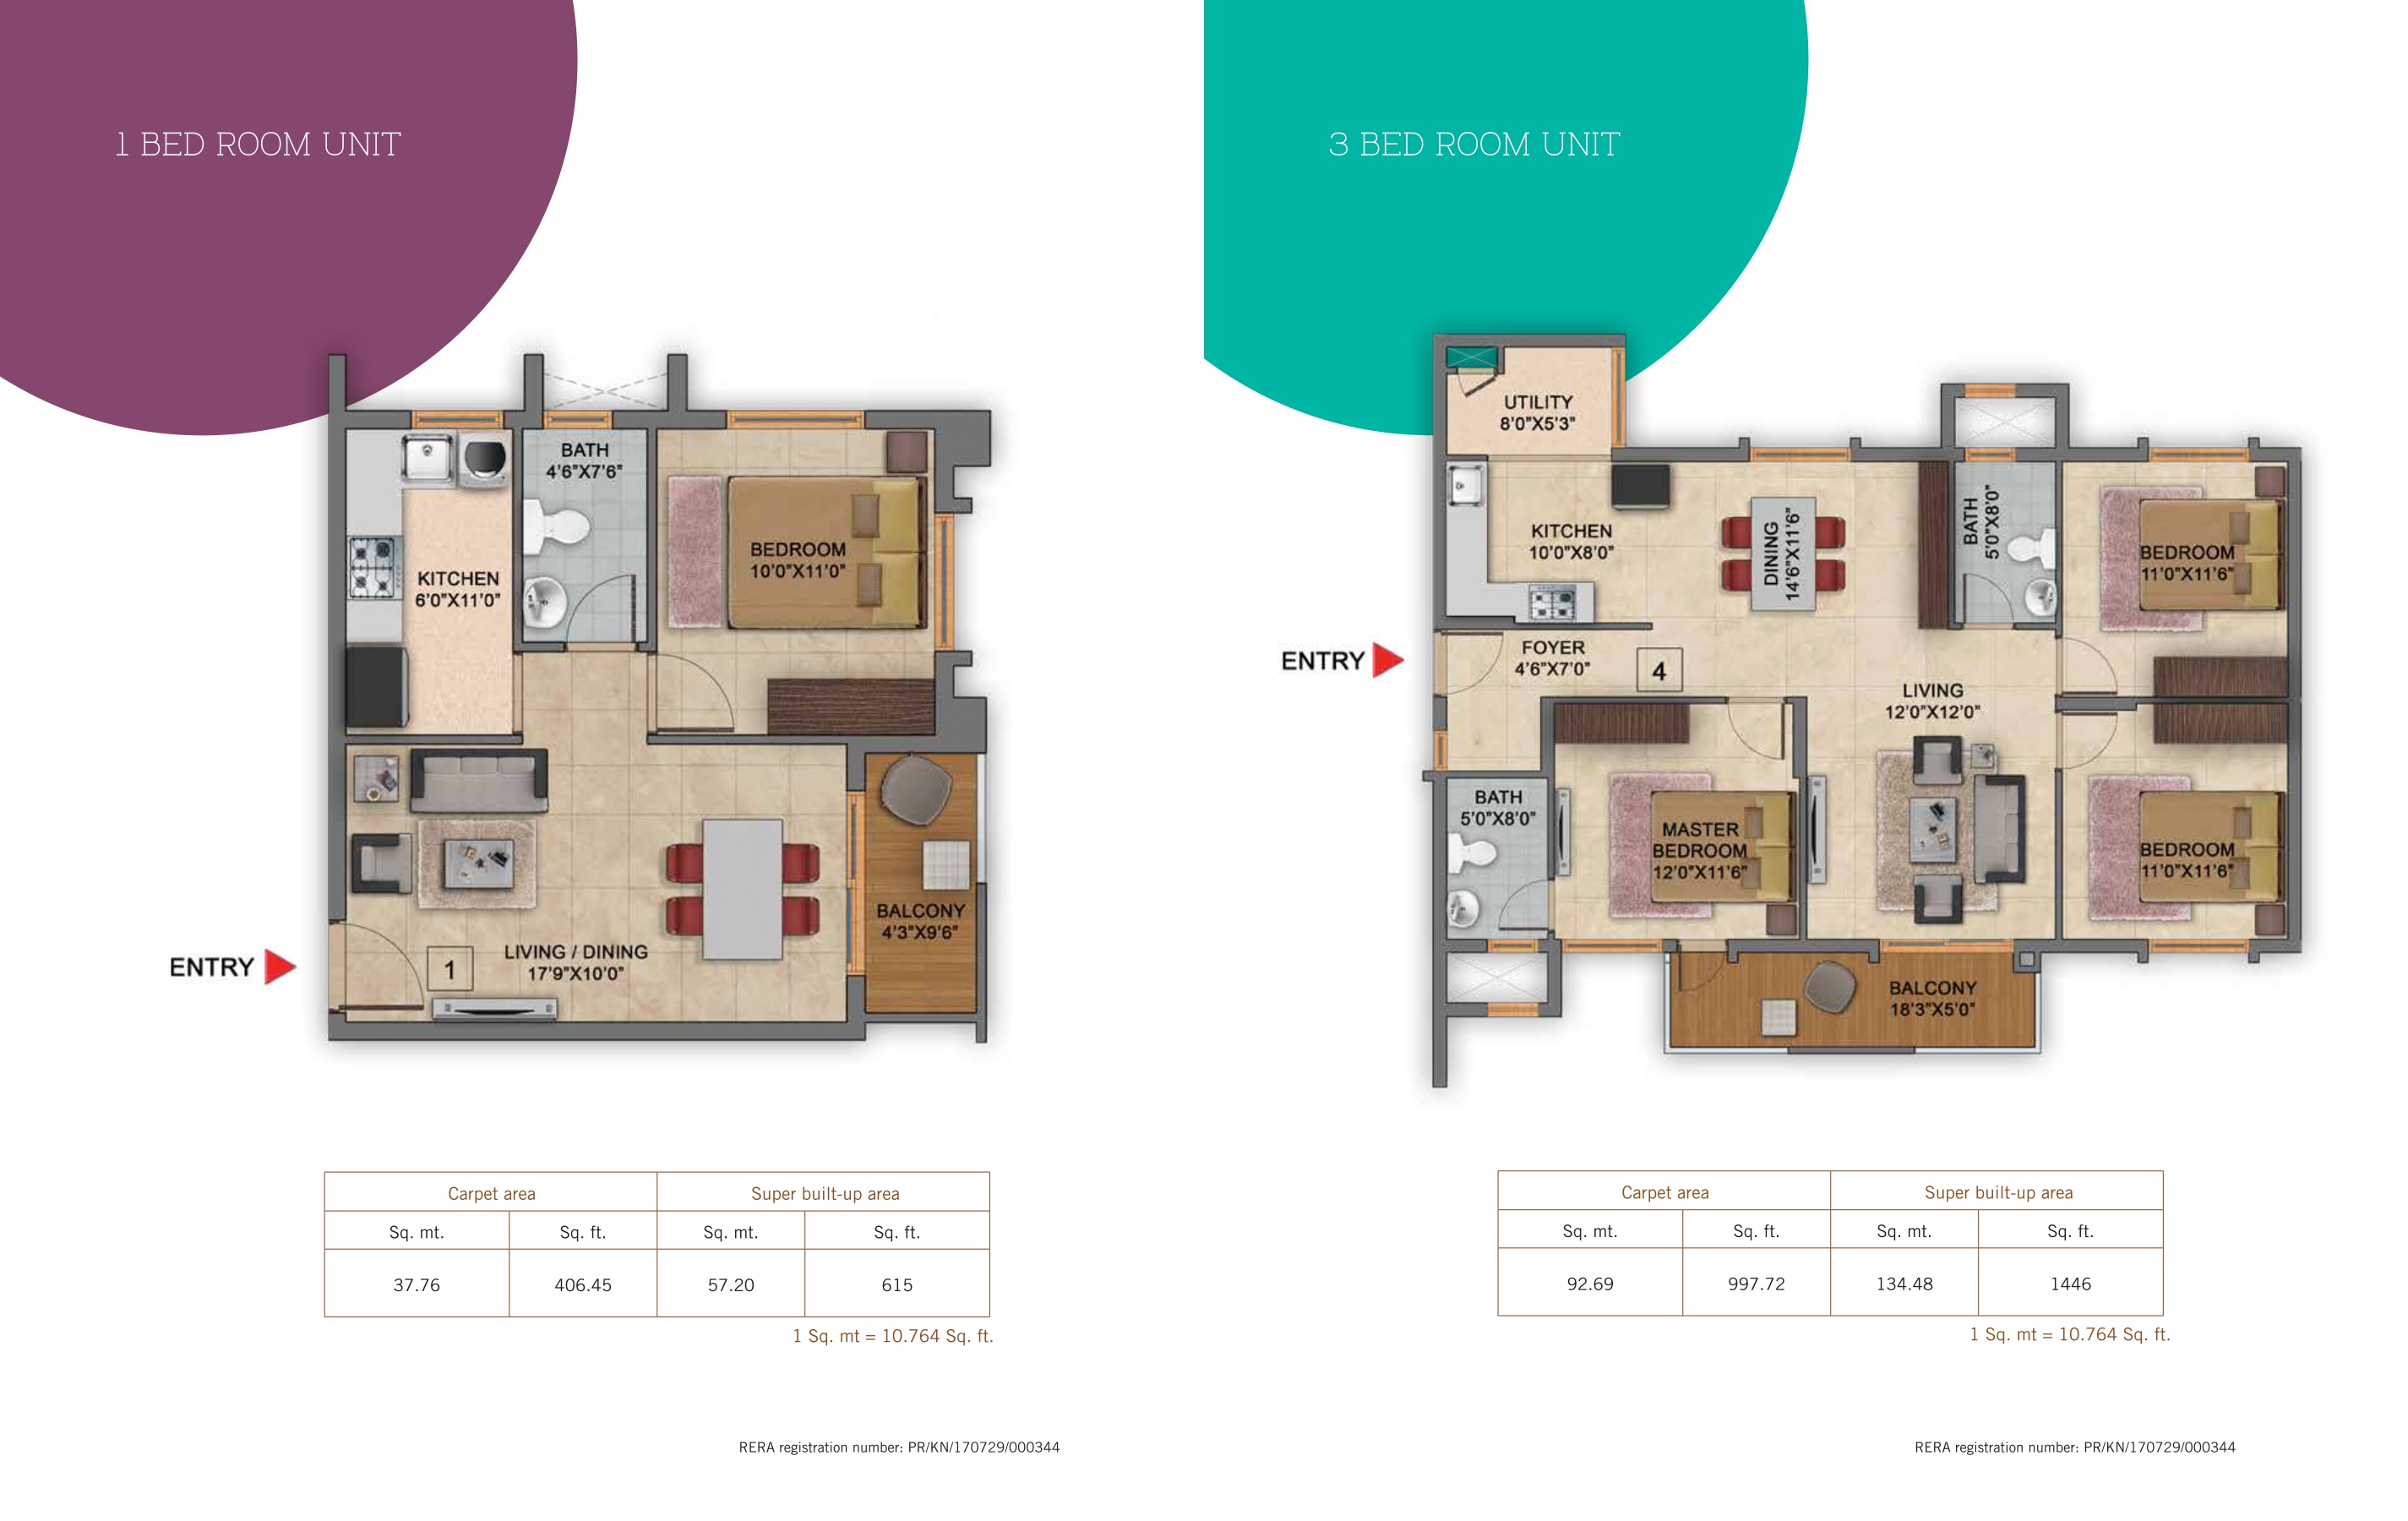 1 BED ROOM UNIT
BATH
4'6"X7'6"
BEDROOM
10'0"X11'0"
KITCHEN
6'0"X11'0"
BALCONY
4'3"X9'6"
LIVING / DINING
17'9"X10'0"
1
ENTRY
Carpet area
Super built-up area
Sq. mt.
Sq. ft.
Sq. mt.
Sq. ft.
37.76
406.45
57.20
615
1 Sq. mt = 10.764 Sq. ft.
RERA registration number: PR/KN/170729/000344
3 BED ROOM UNIT
UTILITY
8'0"X5'3"
KITCHEN
10'0"X8'0"
DINING
14'6"X11'6"
BATH
5'0"X8'0"
BEDROOM
11'0"X11'6"
ENTRY
FOYER
4'6"X7'0"
4
LIVING
12'0"X12'0"
BATH
5'0"X8'0"
MASTER
BEDROOM
12'0"X11'6"
BEDROOM
11'0"X11'6"
BALCONY
18'3"X5'0"
Carpet area
Super built-up area
Sq. mt.
Sq. ft.
Sq. mt.
Sq. ft.
92.69
997.72
134.48
1446
1 Sq. mt = 10.764 Sq. ft.
RERA registration number: PR/KN/170729/000344